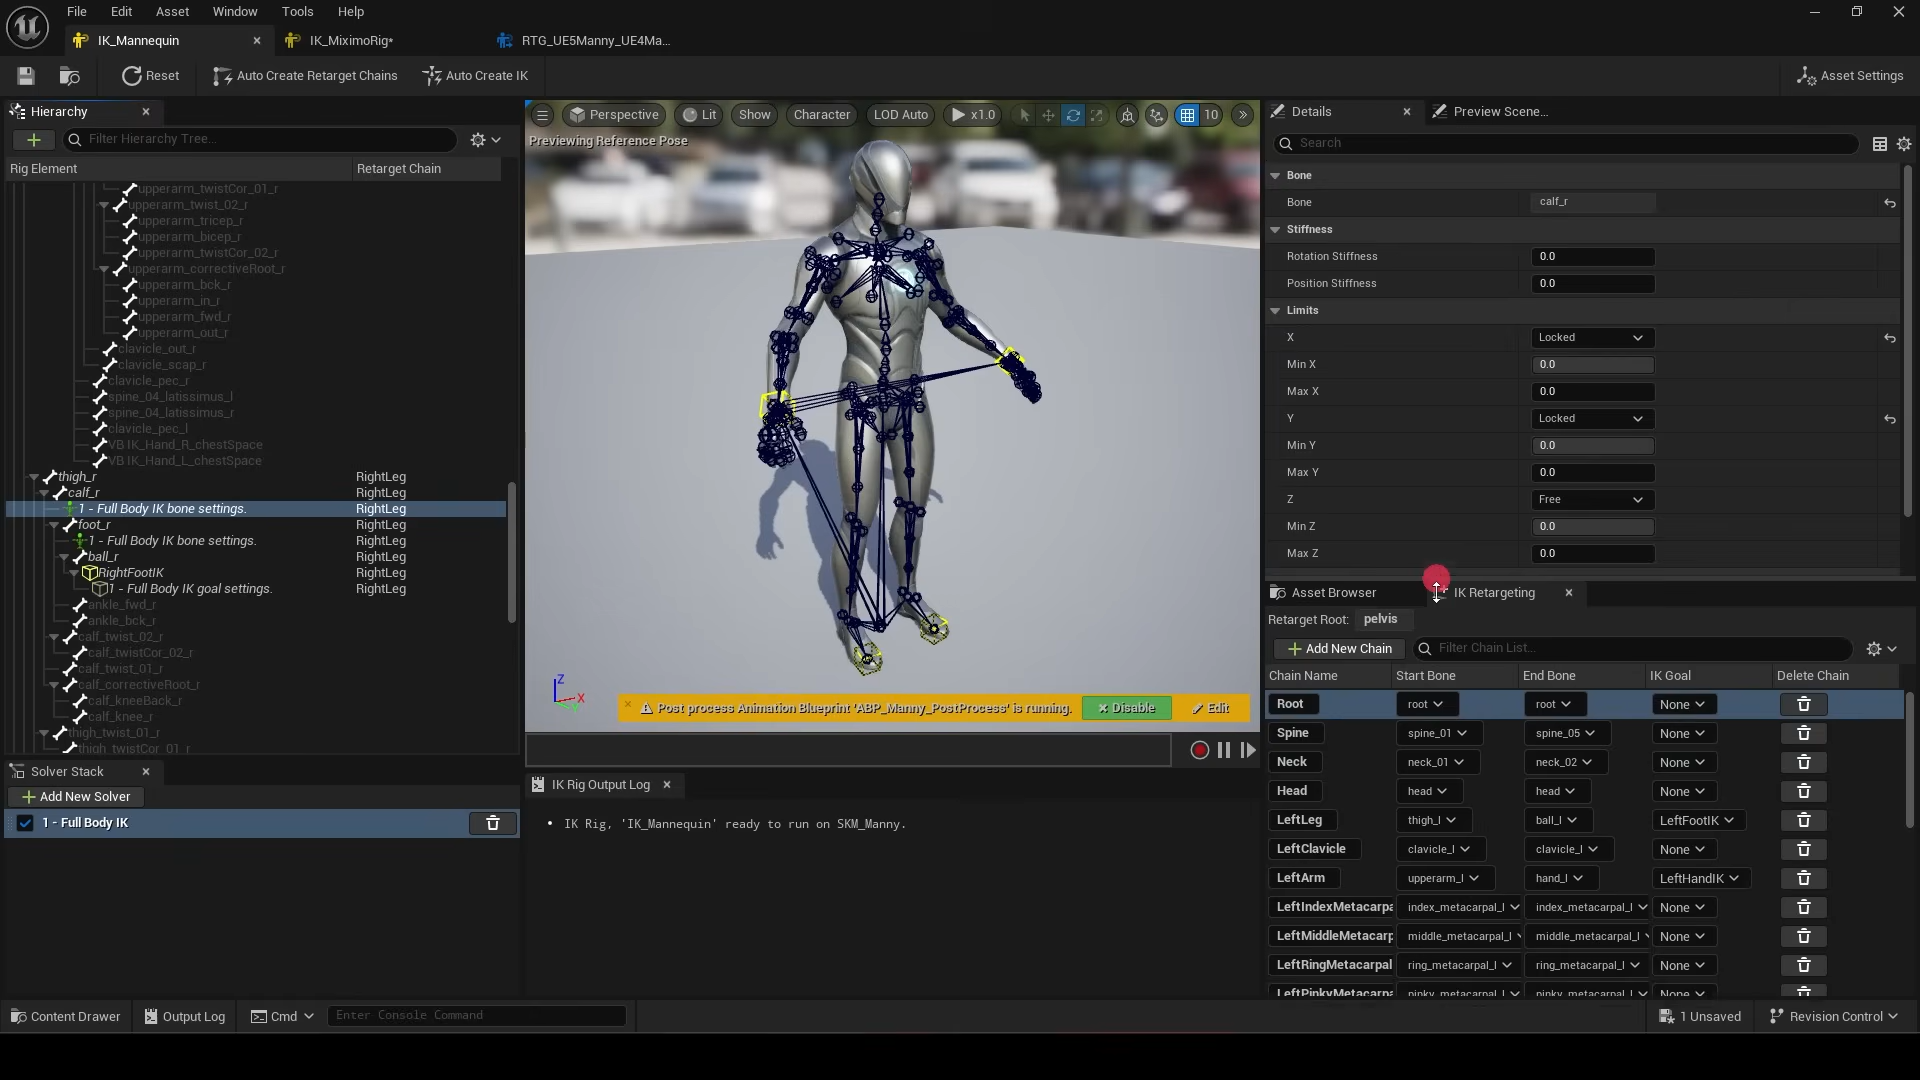 File Edit Asset Window Tools Help
IK_Mannequin
IK_MiximoRig*
RTG_UE5Manny_UE4Ma...
Reset
Auto Create Retarget Chains
Auto Create IK
Asset Settings
Hierarchy
Filter Hierarchy Tree...
Rig Element
Retarget Chain
upperarm_twistCor_01_r
upperarm_twist_02_r
upperarm_tricep_r
upperarm_bicep_r
upperarm_twistCor_02_r
upperarm_correctiveRoot_r
upperarm_bck_r
upperarm_in_r
upperarm_fwd_r
upperarm_out_r
clavicle_out_r
clavicle_scap_r
clavicle_pec_r
spine_04_latissimus_l
spine_04_latissimus_r
clavicle_pec_l
VB IK_Hand_R_chestSpace
VB IK_Hand_L_chestSpace
thigh_r RightLeg
calf_r RightLeg
1 - Full Body IK bone settings. RightLeg
foot_r RightLeg
1 - Full Body IK bone settings. RightLeg
ball_r RightLeg
RightFootIK RightLeg
1 - Full Body IK goal settings. RightLeg
ankle_fwd_r
ankle_bck_r
calf_twist_02_r
calf_twistCor_02_r
calf_twist_01_r
calf_correctiveRoot_r
calf_kneeBack_r
calf_knee_r
thigh_twist_01_r
thigh_twistCor_01_r
Solver Stack
Add New Solver
1 - Full Body IK
Perspective Lit Show Character LOD Auto x1.0 10
Previewing Reference Pose
Z
X
Y
Post process Animation Blueprint 'ABP_Manny_PostProcess' is running. Disable Edit
IK Rig Output Log
• IK Rig, 'IK_Mannequin' ready to run on SKM_Manny.
Details
Preview Scene...
Search
Bone
Bone calf_r
Stiffness
Rotation Stiffness 0.0
Position Stiffness 0.0
Limits
X Locked
Min X 0.0
Max X 0.0
Y Locked
Min Y 0.0
Max Y 0.0
Z Free
Min Z 0.0
Max Z 0.0
Asset Browser
IK Retargeting
Retarget Root: pelvis
Add New Chain
Filter Chain List...
Chain Name Start Bone End Bone IK Goal Delete Chain
Root root root None
Spine spine_01 spine_05 None
Neck neck_01 neck_02 None
Head head head None
LeftLeg thigh_l ball_l LeftFootIK
LeftClavicle clavicle_l clavicle_l None
LeftArm upperarm_l hand_l LeftHandIK
LeftIndexMetacarpa index_metacarpal_l index_metacarpal_l None
LeftMiddleMetacarp middle_metacarpal_l middle_metacarpal_l None
LeftRingMetacarpal ring_metacarpal_l ring_metacarpal_l None
LeftPinkyMetacarpa pinky_metacarpal_l pinky_metacarpal_l None
Content Drawer
Output Log
Cmd
Enter Console Command
1 Unsaved
Revision Control